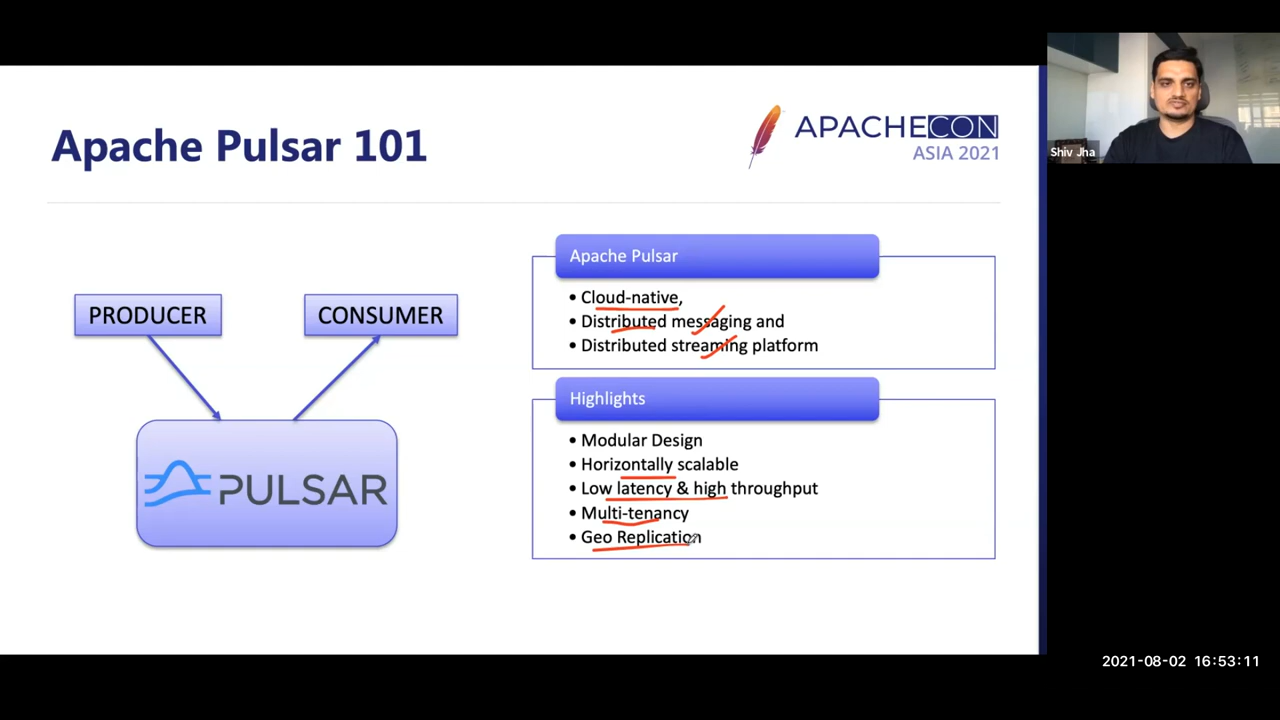 Apache Pulsar 101
APACHECON
ASIA 2021
Shiv Jha
PRODUCER
CONSUMER
PULSAR
Apache Pulsar
• Cloud-native,
• Distributed messaging and
• Distributed streaming platform
Highlights
• Modular Design
• Horizontally scalable
• Low latency & high throughput
• Multi-tenancy
• Geo Replication
2021-08-02 16:53:11